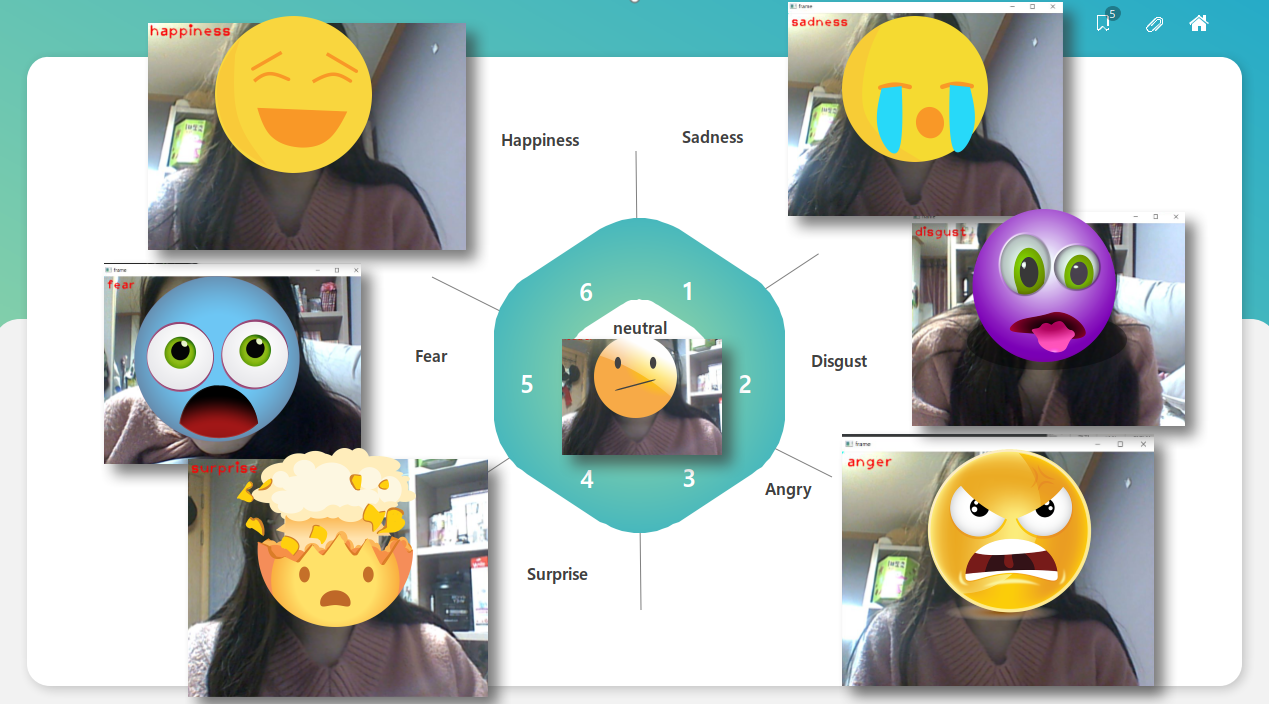 5
happiness
frame
sadness
Happiness
Sadness
disgust
frame
fear
6
1
neutral
Fear
Disgust
5
2
frame
anger
surprise
4
3
Angry
Surprise